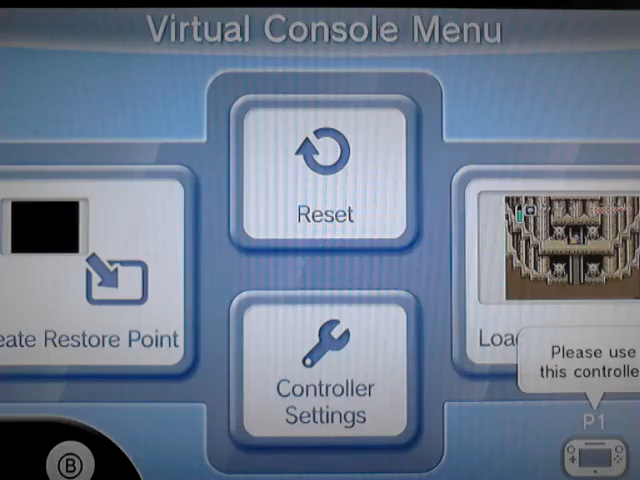 Virtual Console Menu
Reset
eate Restore Point
Controller
Settings
Loa
Please use
this controlle
P1
B